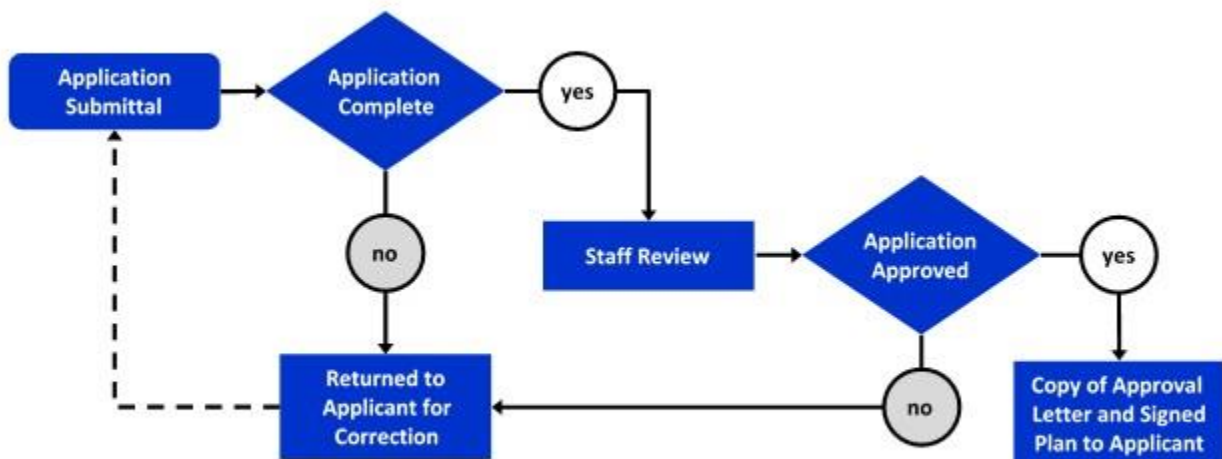 Application
Submittal
Application
Complete
yes
no
Staff Review
Application
Approved
yes
no
Returned to
Applicant for
Correction
Copy of Approval
Letter and Signed
Plan to Applicant